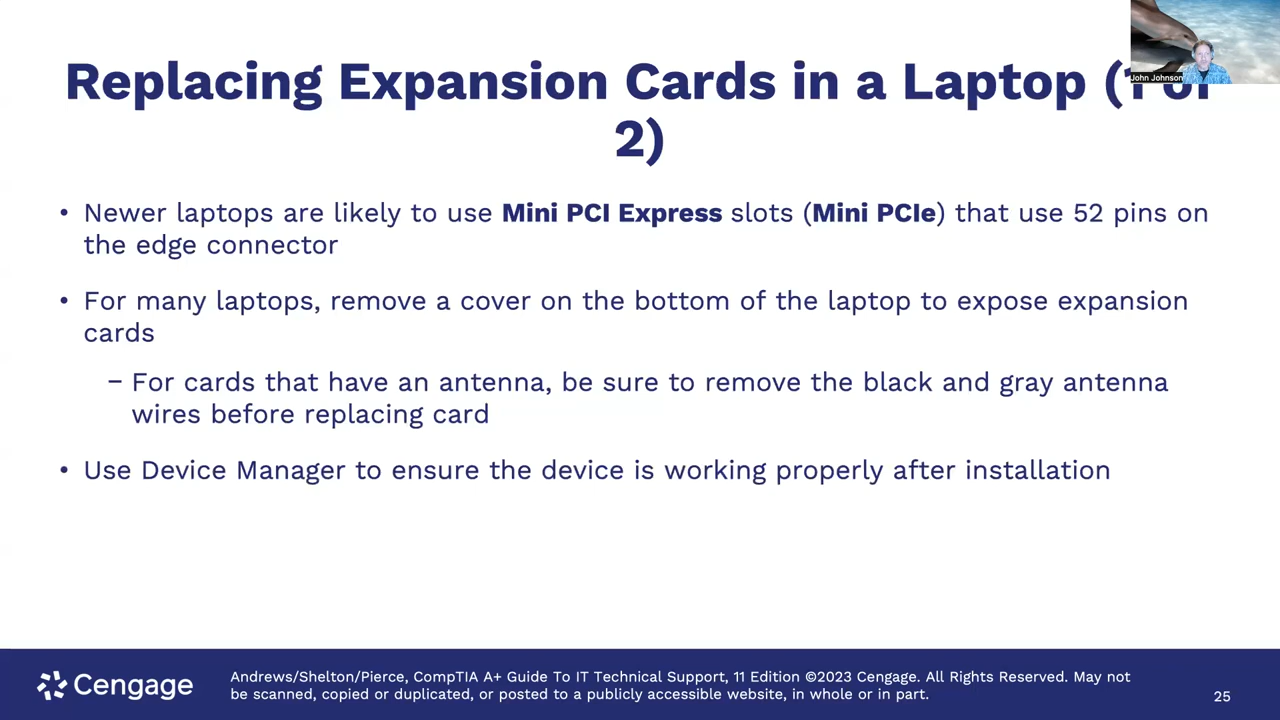 John Johnson
Replacing Expansion Cards in a Laptop (1 of
2)
• Newer laptops are likely to use Mini PCI Express slots (Mini PCIe) that use 52 pins on
the edge connector
• For many laptops, remove a cover on the bottom of the laptop to expose expansion
cards
− For cards that have an antenna, be sure to remove the black and gray antenna
wires before replacing card
• Use Device Manager to ensure the device is working properly after installation
Cengage
Andrews/Shelton/Pierce, CompTIA A+ Guide To IT Technical Support, 11 Edition ©2023 Cengage. All Rights Reserved. May not
be scanned, copied or duplicated, or posted to a publicly accessible website, in whole or in part.
25